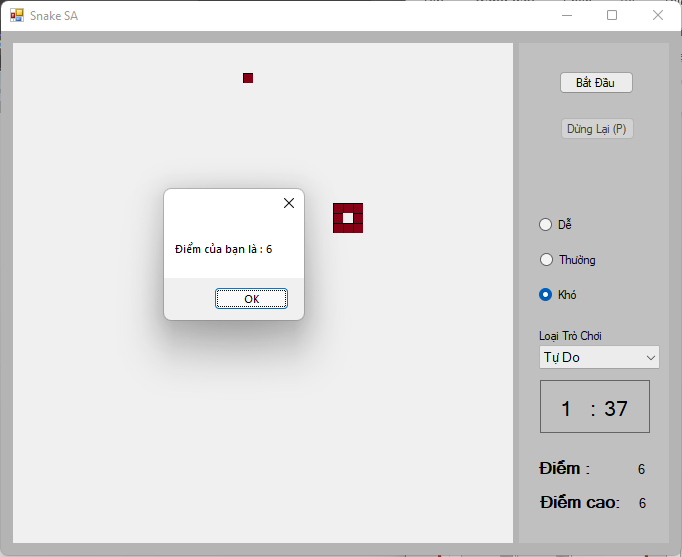 Snake SA
Bắt Đầu
Dừng Lại (P)
Điểm của bạn là : 6
OK
Dễ
Thường
Khó
Loại Trò Chơi
Tự Do
1 : 37
Điểm : 6
Điểm cao: 6